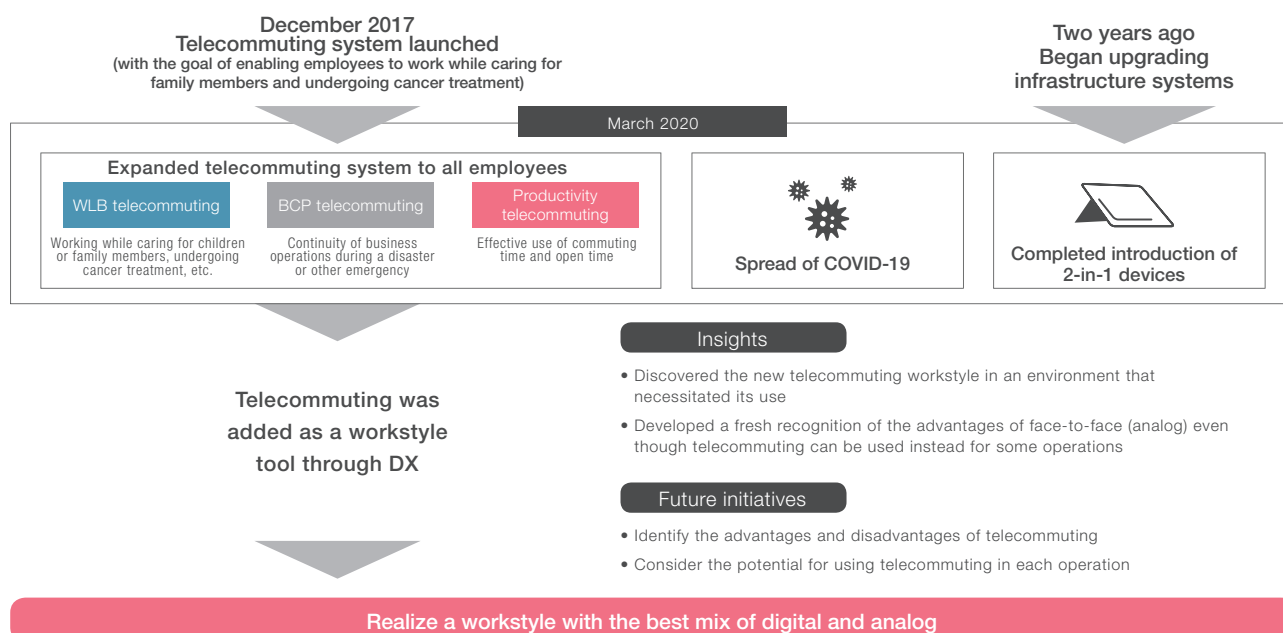 December 2017
Telecommuting system launched
(with the goal of enabling employees to work while caring for
family members and undergoing cancer treatment)
Two years ago
Began upgrading
infrastructure systems
March 2020
Expanded telecommuting system to all employees
WLB telecommuting
Working while caring for children
or family members, undergoing
cancer treatment, etc.
BCP telecommuting
Continuity of business
operations during a disaster
or other emergency
Productivity
telecommuting
Effective use of commuting
time and open time
Spread of COVID-19
Completed introduction of
2-in-1 devices
Telecommuting was
added as a workstyle
tool through DX
Insights
• Discovered the new telecommuting workstyle in an environment that
necessitated its use
• Developed a fresh recognition of the advantages of face-to-face (analog) even
though telecommuting can be used instead for some operations
Future initiatives
• Identify the advantages and disadvantages of telecommuting
• Consider the potential for using telecommuting in each operation
Realize a workstyle with the best mix of digital and analog